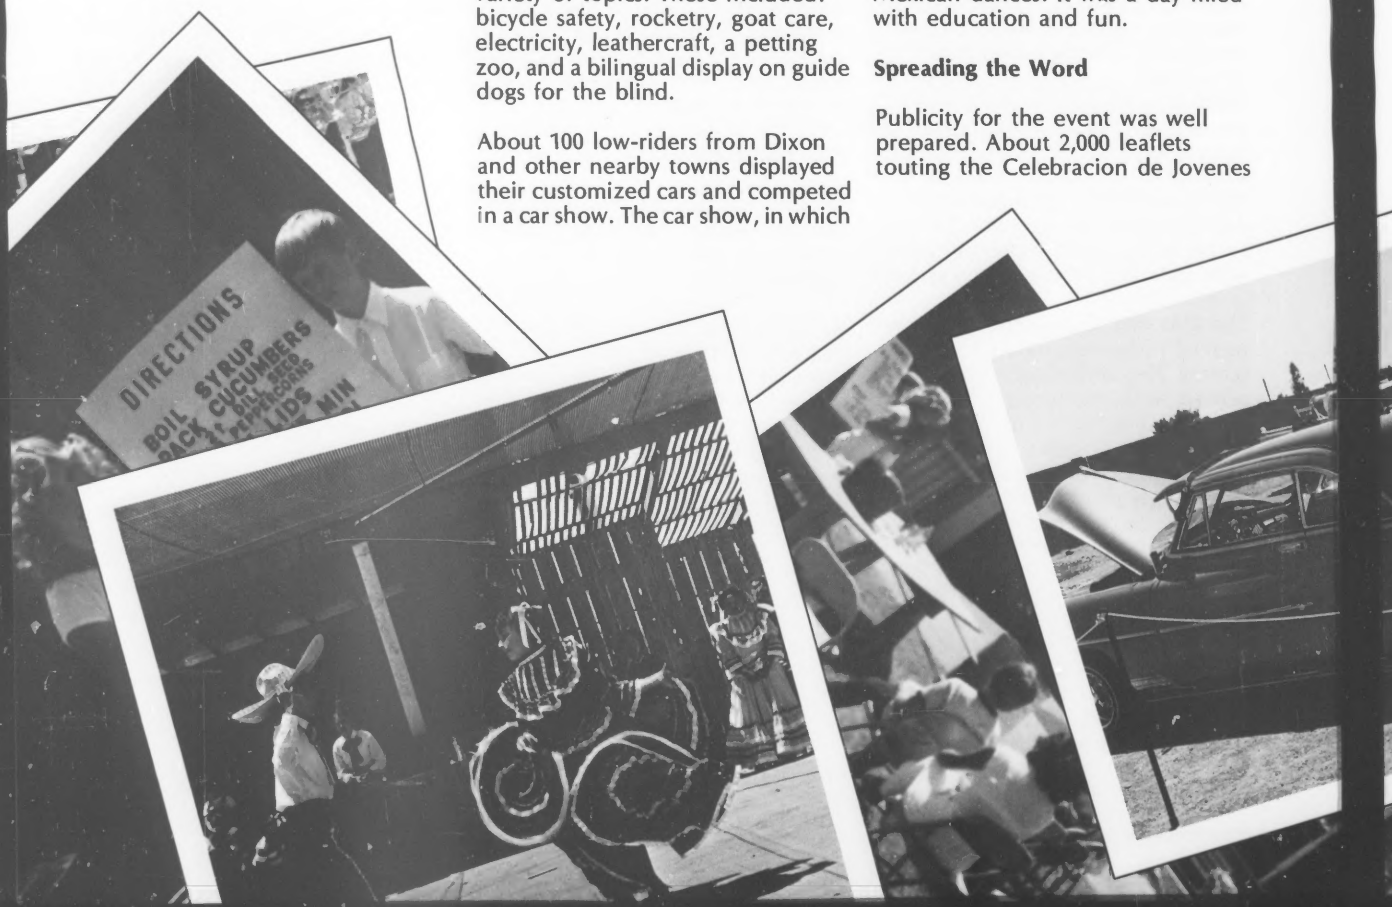 bicycle safety, rocketry, goat care,
electricity, leathercraft, a petting
zoo, and a bilingual display on guide
dogs for the blind.
About 100 low-riders from Dixon
and other nearby towns displayed
their customized cars and competed
in a car show. The car show, in which
with education and fun.
Spreading the Word
Publicity for the event was well
prepared. About 2,000 leaflets
touting the Celebracion de Jovenes
DIRECTIONS
BOIL SYRUP
PACK CUCUMBERS
DILL SEED
PEPPERCORNS
LIDS
MIN